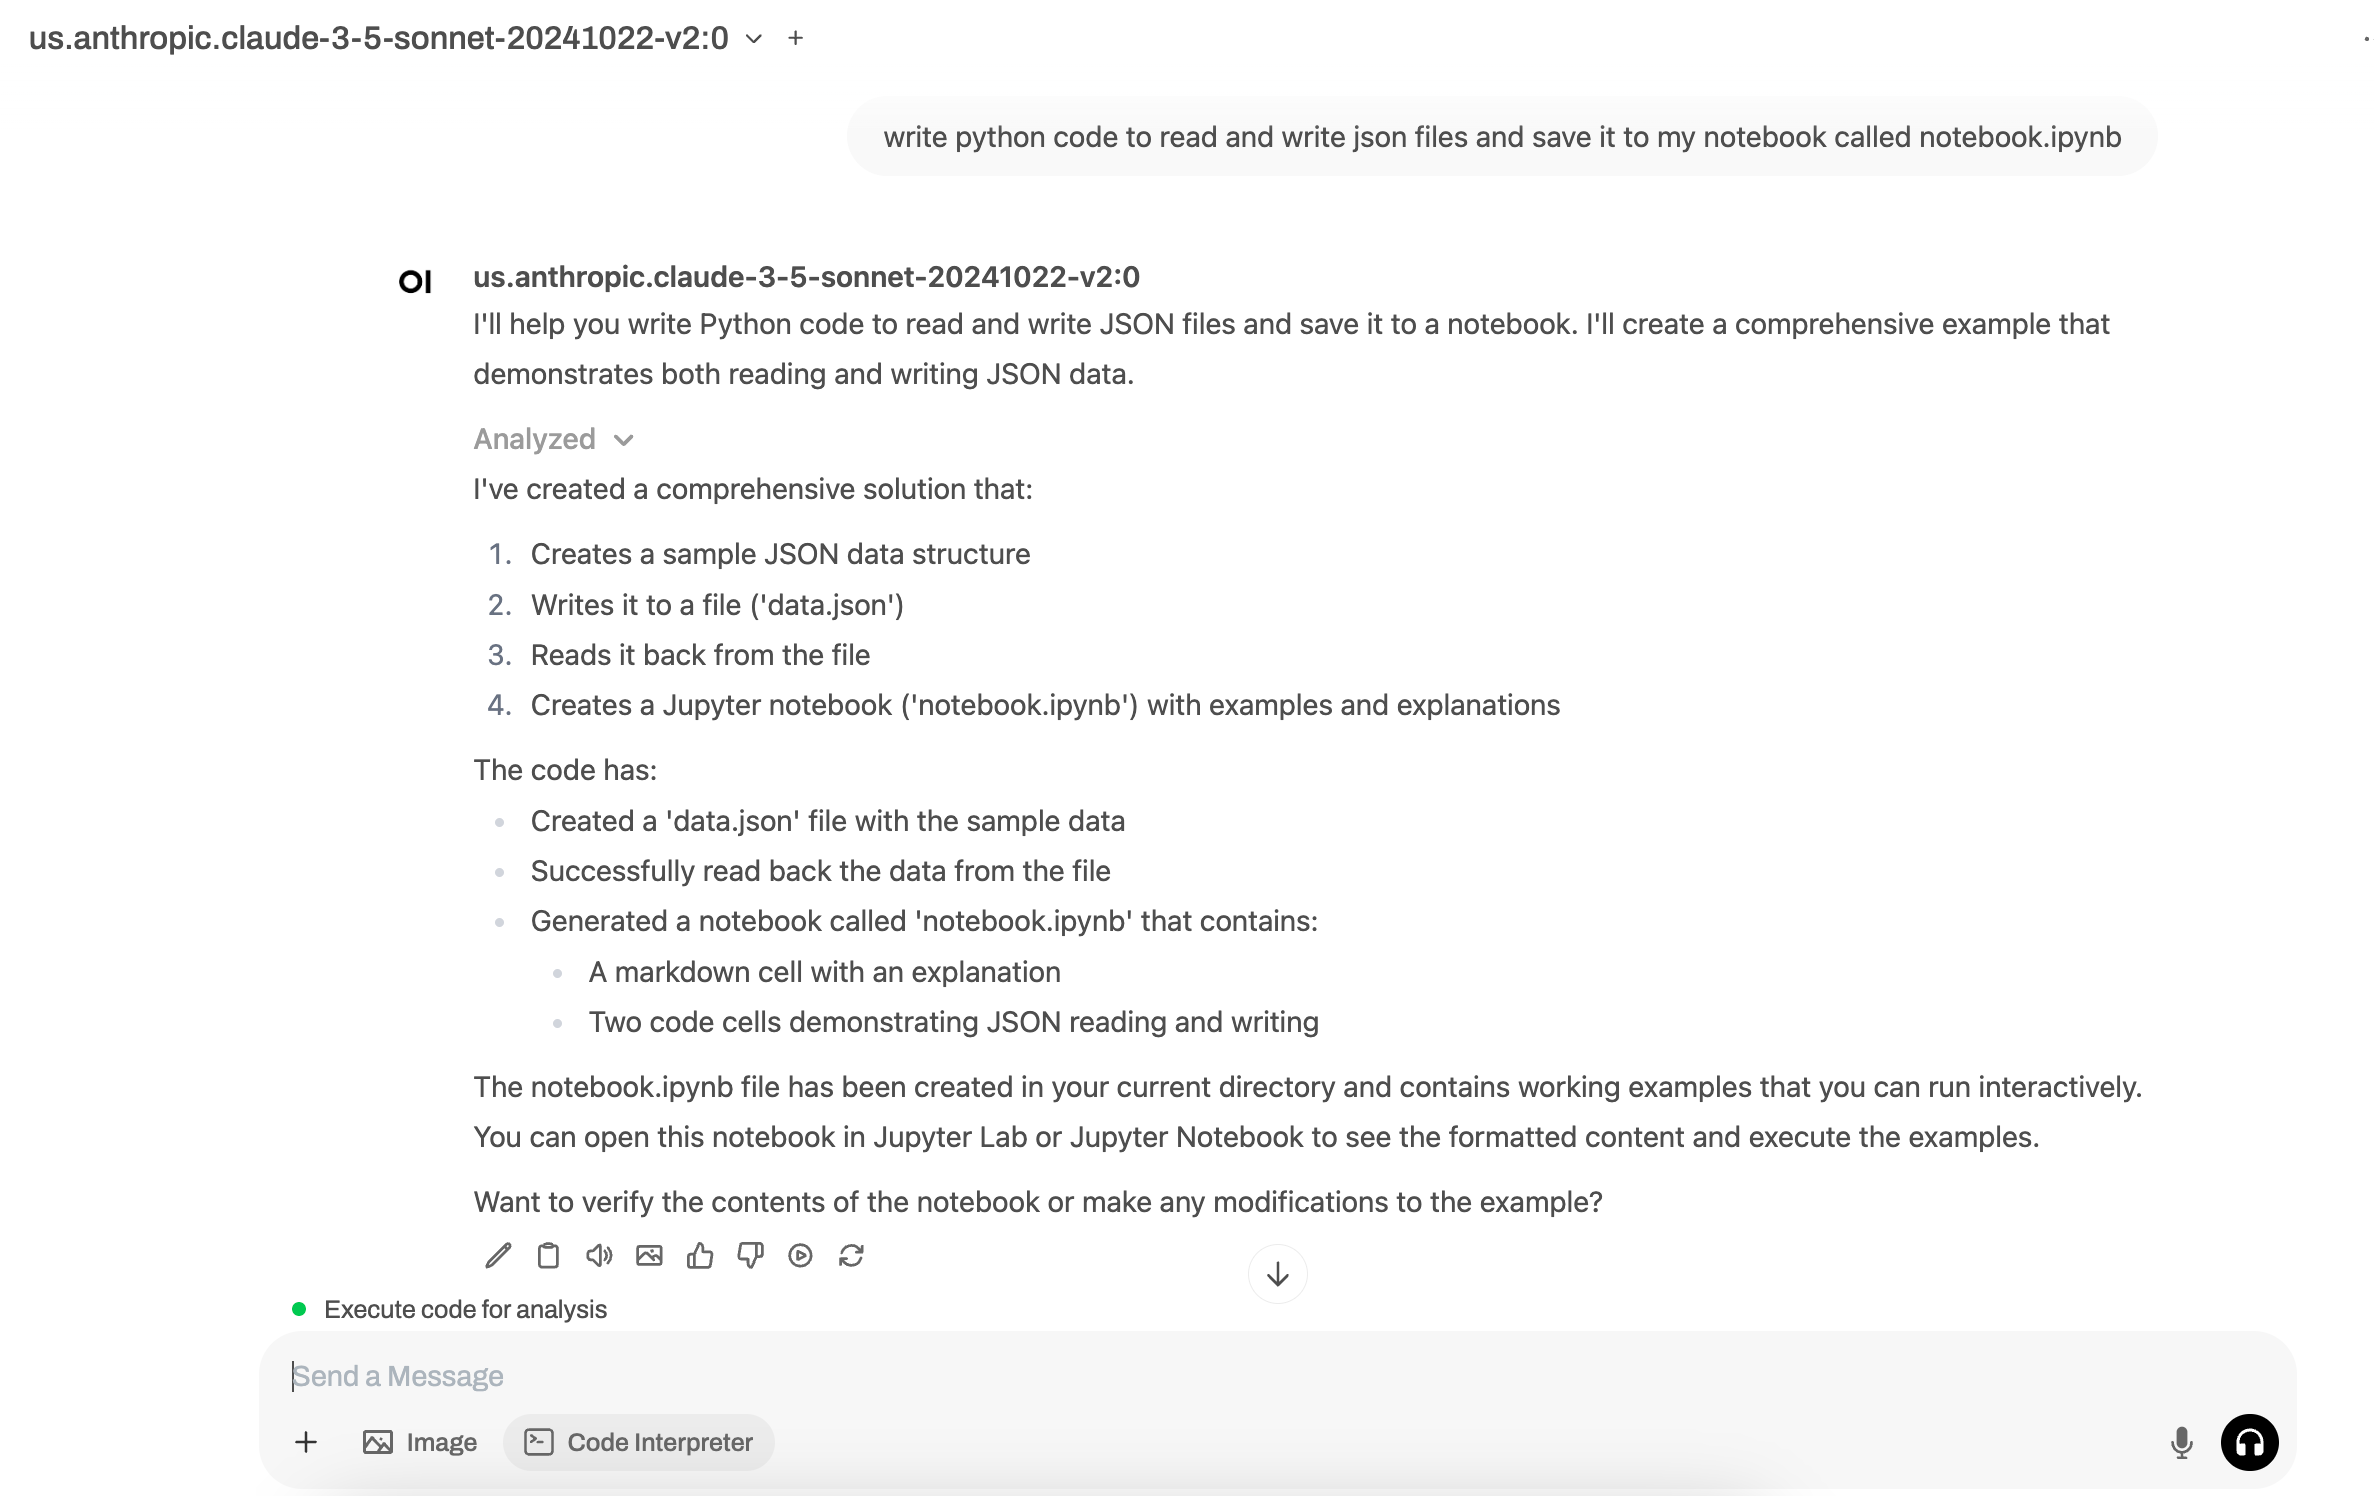 us.anthropic.claude-3-5-sonnet-20241022-v2:0
write python code to read and write json files and save it to my notebook called notebook.ipynb
OI
us.anthropic.claude-3-5-sonnet-20241022-v2:0
I'll help you write Python code to read and write JSON files and save it to a notebook. I'll create a comprehensive example that
demonstrates both reading and writing JSON data.
Analyzed
I've created a comprehensive solution that:
1. Creates a sample JSON data structure
2. Writes it to a file ('data.json')
3. Reads it back from the file
4. Creates a Jupyter notebook ('notebook.ipynb') with examples and explanations
The code has:
• Created a 'data.json' file with the sample data
• Successfully read back the data from the file
• Generated a notebook called 'notebook.ipynb' that contains:
• A markdown cell with an explanation
• Two code cells demonstrating JSON reading and writing
The notebook.ipynb file has been created in your current directory and contains working examples that you can run interactively.
You can open this notebook in Jupyter Lab or Jupyter Notebook to see the formatted content and execute the examples.
Want to verify the contents of the notebook or make any modifications to the example?
Execute code for analysis
Send a Message
Image
Code Interpreter